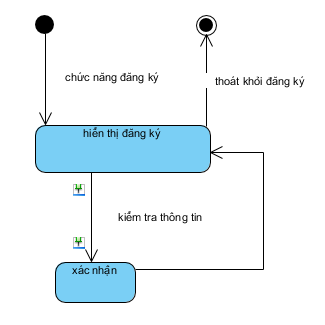 chức năng đăng ký
thoát khỏi đăng ký
hiển thị đăng ký
kiểm tra thông tin
xác nhận